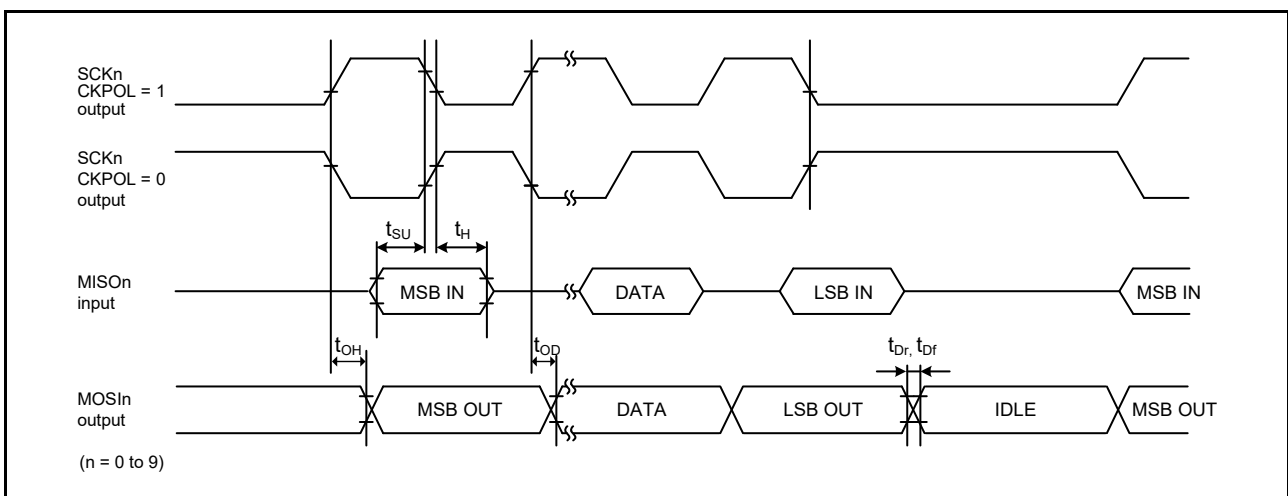 SCKn
CKPOL = 1
output
SCKn
CKPOL = 0
output
tSU
tH
MISOn
input
MSB IN
DATA
LSB IN
MSB IN
tOH
tOD
tDr, tDf
MOSIn
output
MSB OUT
DATA
LSB OUT
IDLE
MSB OUT
(n = 0 to 9)